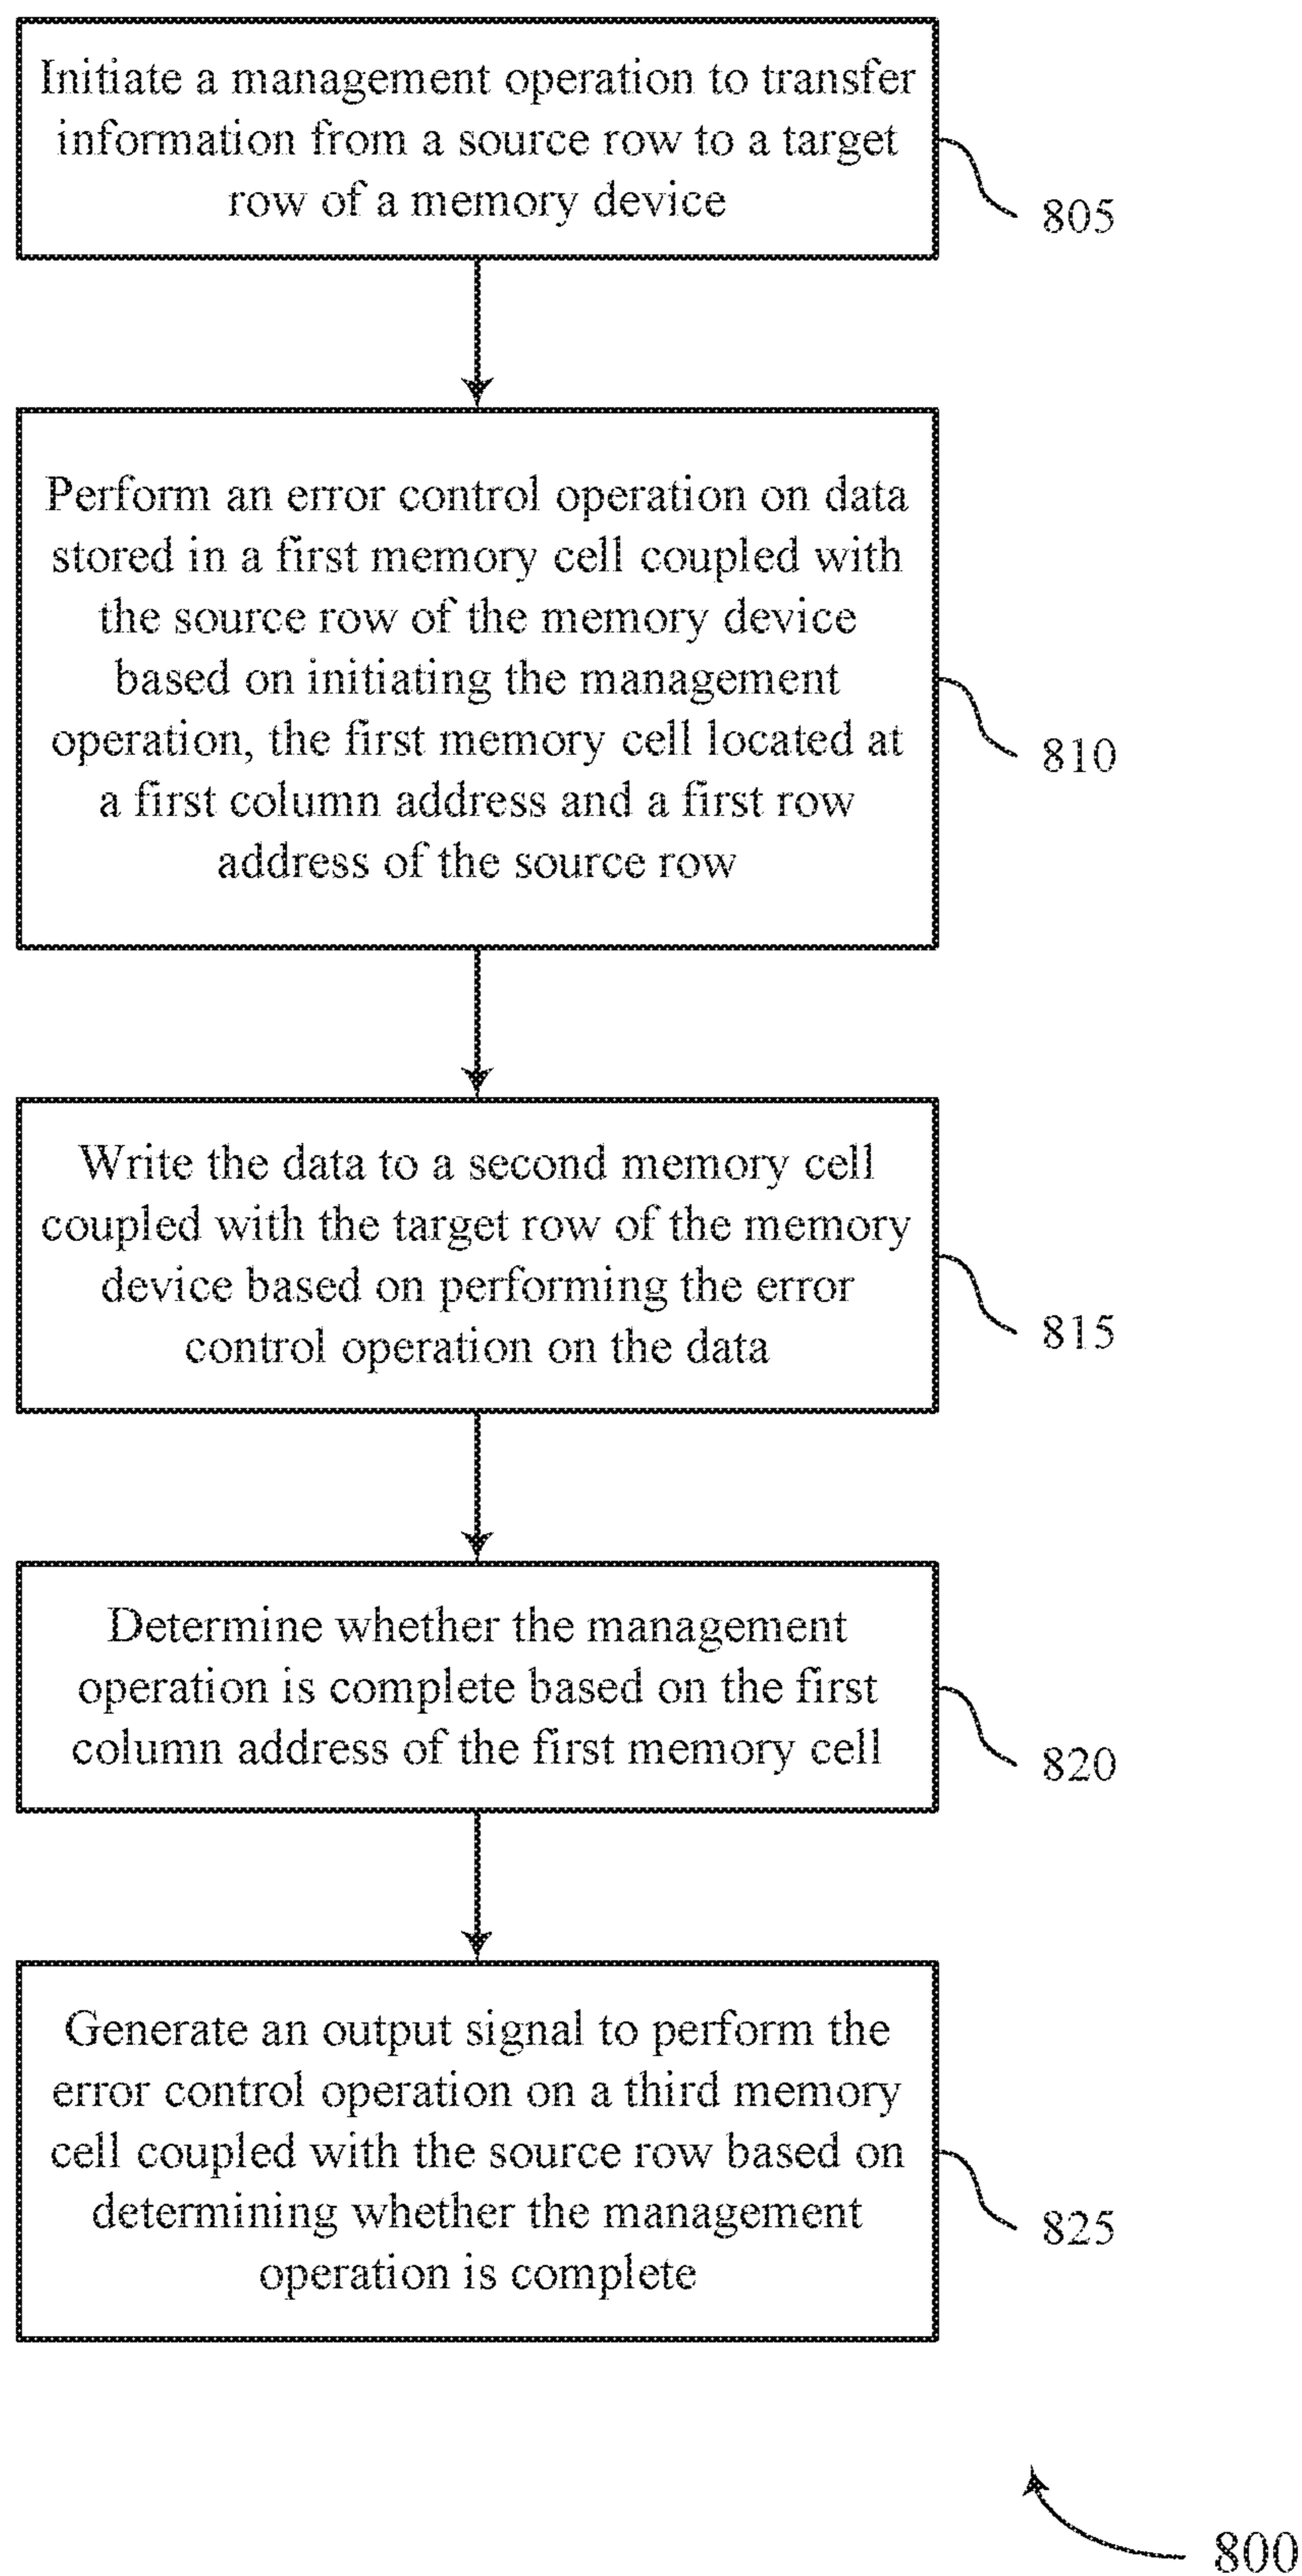 Initiate a management operation to transfer
information from a source row to a target
row of a memory device
805
Perform an error control operation on data
stored in a first memory cell coupled with
the source row of the memory device
based on initiating the management
operation, the first memory cell located at
a first column address and a first row
address of the source row
810
Write the data to a second memory cell
coupled with the target row of the memory
device based on performing the error
control operation on the data
815
Determine whether the management
operation is complete based on the first
column address of the first memory cell
820
Generate an output signal to perform the
error control operation on a third memory
cell coupled with the source row based on
determining whether the management
operation is complete
825
800